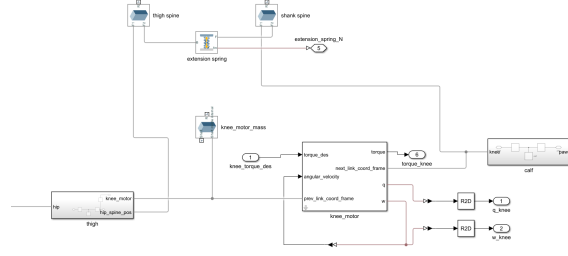 thigh spine
shank spine
extension_spring_N
5
extension spring
knee_motor_mass
1
knee_torque_des
torque_des
angular_velocity
prev_link_coord_frame
torque
next_link_coord_frame
q
w
knee_motor
6
torque_knee
knee
paw
calf
hip
knee_motor
hip_spine_pos
thigh
R2D
1
q_knee
R2D
2
w_knee